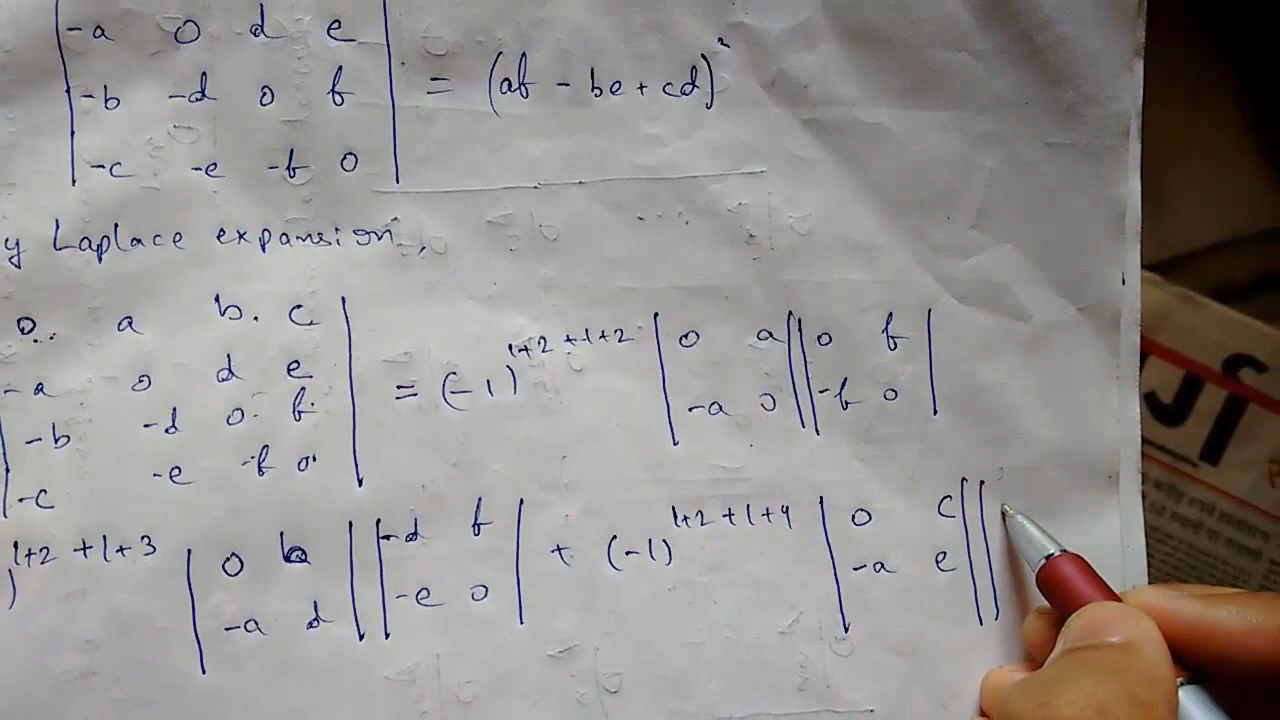 -a 0 d e
-b -d 0 f = (af - be + cd)²
-c -e -f 0
y Laplace expansion,
0 a b c
-a 0 d e
-b -d 0 f
-c -e -f 0
= (-1)^{1+2+1+2} |0 a| |0 f|
|-a 0| |-f 0|
)^{1+2+1+3} |0 b| |-d f| + (-1)^{1+2+1+4} |0 c| |
|-a d| |-e 0| |-a e| |